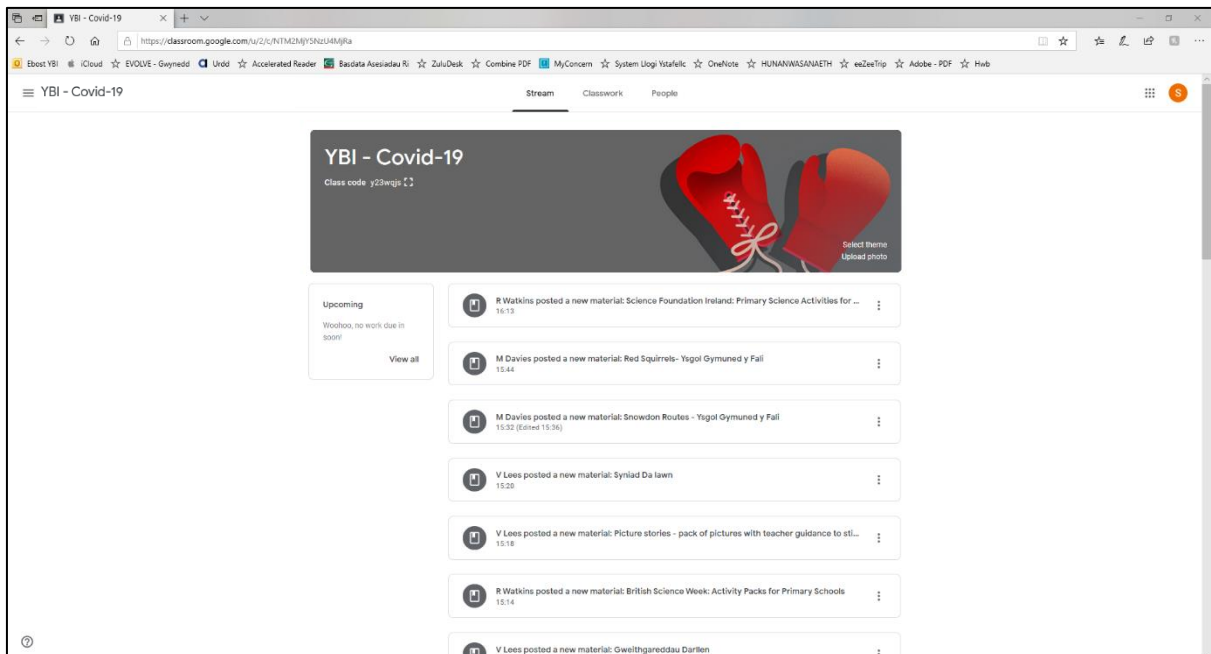 YBI - Covid-19
https://classroom.google.com/u/2/c/NTM2MjY5NzU4MjRa
Ebost YBI iCloud EVOLVE - Gwynedd Urdd Accelerated Reader Basdata Asesiadau Ri ZuluDesk Combine PDF MyConcern System Llogi Ystafellc OneNote HUNANWASANAETH eeZeeTrip Adobe - PDF Hwb
YBI - Covid-19 Stream Classwork People S
YBI - Covid-19
Class code y23wqjs
Select theme
Upload photo
Upcoming
Woohoo, no work due in
soon!
View all
R Watkins posted a new material: Science Foundation Ireland: Primary Science Activities for ...
16:13
M Davies posted a new material: Red Squirrels- Ysgol Gymuned y Fali
15:44
M Davies posted a new material: Snowdon Routes - Ysgol Gymuned y Fali
15:32 (Edited 15:36)
V Lees posted a new material: Syniad Da Iawn
15:20
V Lees posted a new material: Picture stories - pack of pictures with teacher guidance to sti...
15:18
R Watkins posted a new material: British Science Week: Activity Packs for Primary Schools
15:14
V Lees posted a new material: Gweithgareddau Darllen